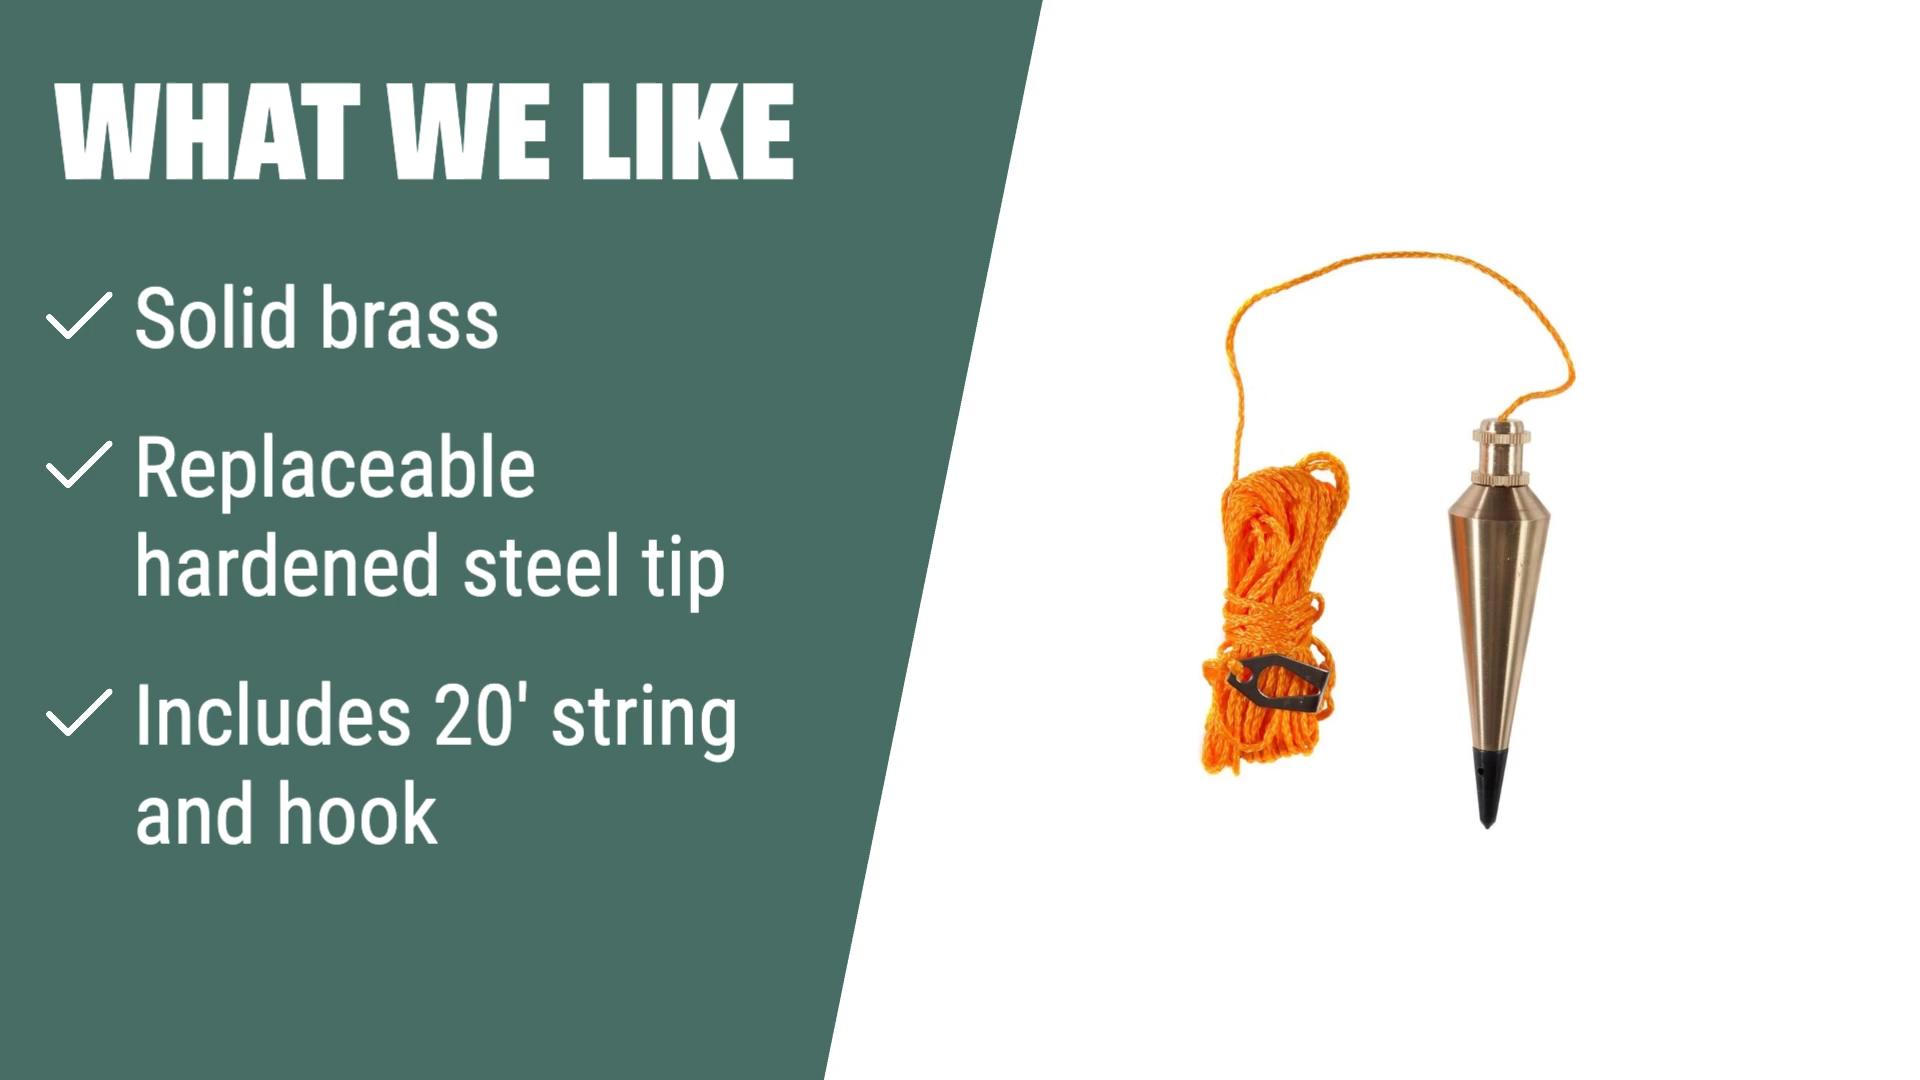 WHAT WE LIKE
Solid brass
Replaceable
hardened steel tip
Includes 20' string
and hook